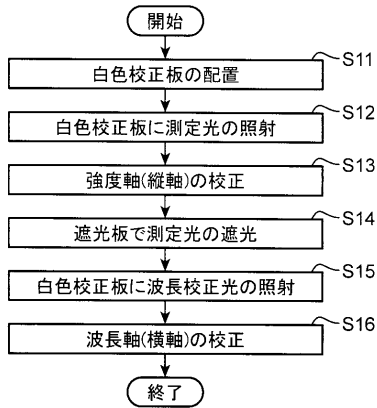 開始
S11
白色校正板の配置
S12
白色校正板に測定光の照射
S13
強度軸(縦軸)の校正
S14
遮光板で測定光の遮光
S15
白色校正板に波長校正光の照射
S16
波長軸(横軸)の校正
終了